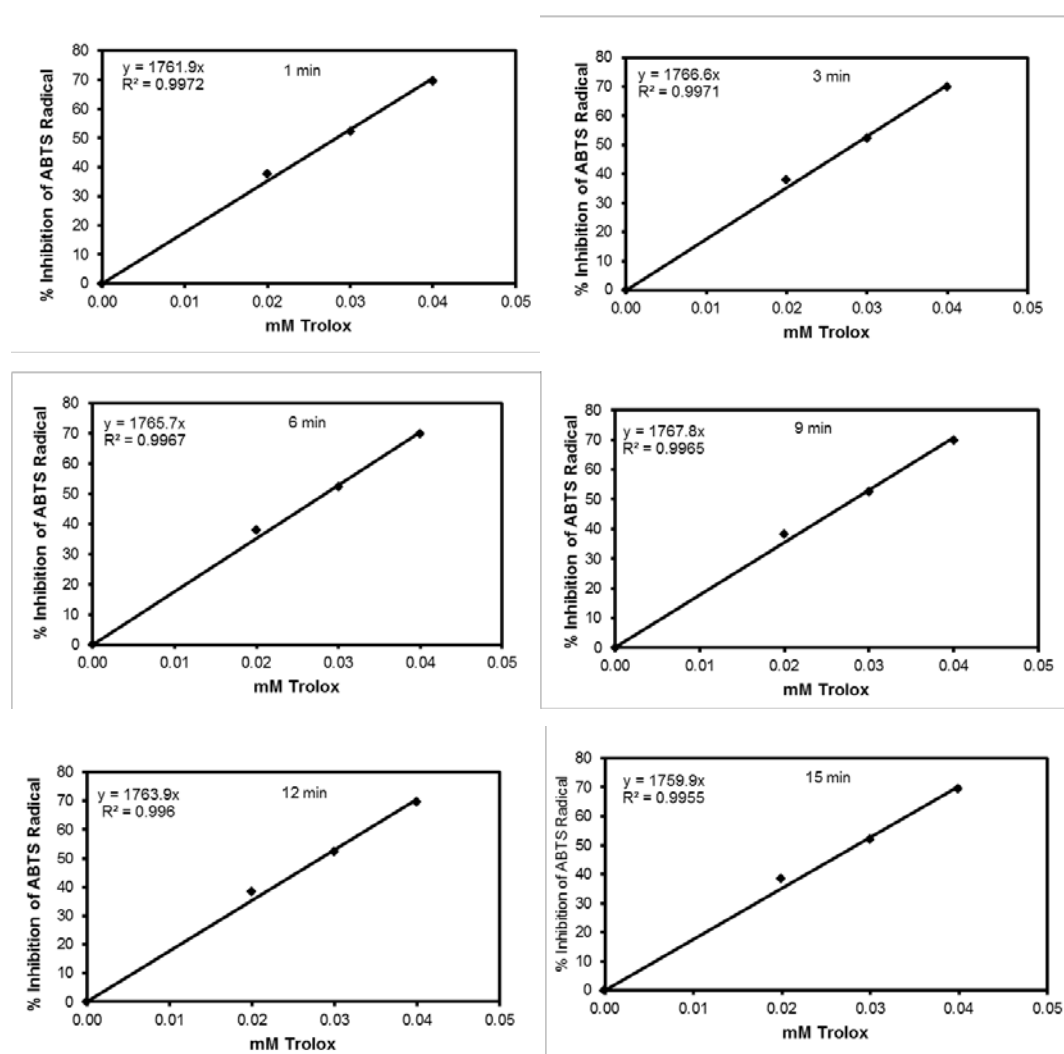 y = 1761.9x
R² = 0.9972
1 min
% Inhibition of ABTS Radical
80
70
60
50
40
30
20
10
0
0.00 0.01 0.02 0.03 0.04 0.05
mM Trolox
y = 1766.6x
R² = 0.9971
3 min
% Inhibition of ABTS Radical
80
70
60
50
40
30
20
10
0
0.00 0.01 0.02 0.03 0.04 0.05
mM Trolox
y = 1765.7x
R² = 0.9967
6 min
% Inhibition of ABTS Radical
80
70
60
50
40
30
20
10
0
0.00 0.01 0.02 0.03 0.04 0.05
mM Trolox
y = 1767.8x
R² = 0.9965
9 min
% Inhibition of ABTS Radical
80
70
60
50
40
30
20
10
0
0.00 0.01 0.02 0.03 0.04 0.05
mM Trolox
y = 1763.9x
R² = 0.996
12 min
% Inhibition of ABTS Radical
80
70
60
50
40
30
20
10
0
0.00 0.01 0.02 0.03 0.04 0.05
mM Trolox
y = 1759.9x
R² = 0.9955
15 min
% Inhibition of ABTS Radical
80
70
60
50
40
30
20
10
0
0.00 0.01 0.02 0.03 0.04 0.05
mM Trolox